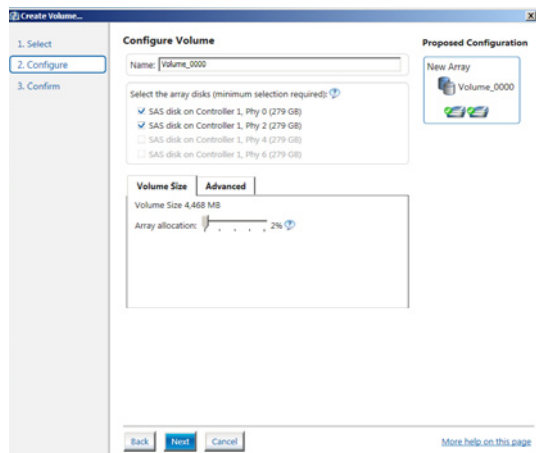 Create Volume...
1. Select
2. Configure
3. Confirm
Configure Volume
Name: Volume_0000
Select the array disks (minimum selection required):
SAS disk on Controller 1, Phy 0 (279 GB)
SAS disk on Controller 1, Phy 2 (279 GB)
SAS disk on Controller 1, Phy 4 (279 GB)
SAS disk on Controller 1, Phy 6 (279 GB)
Volume Size Advanced
Volume Size 4,468 MB
Array allocation: 2%
Proposed Configuration
New Array
Volume_0000
Back Next Cancel
More help on this page